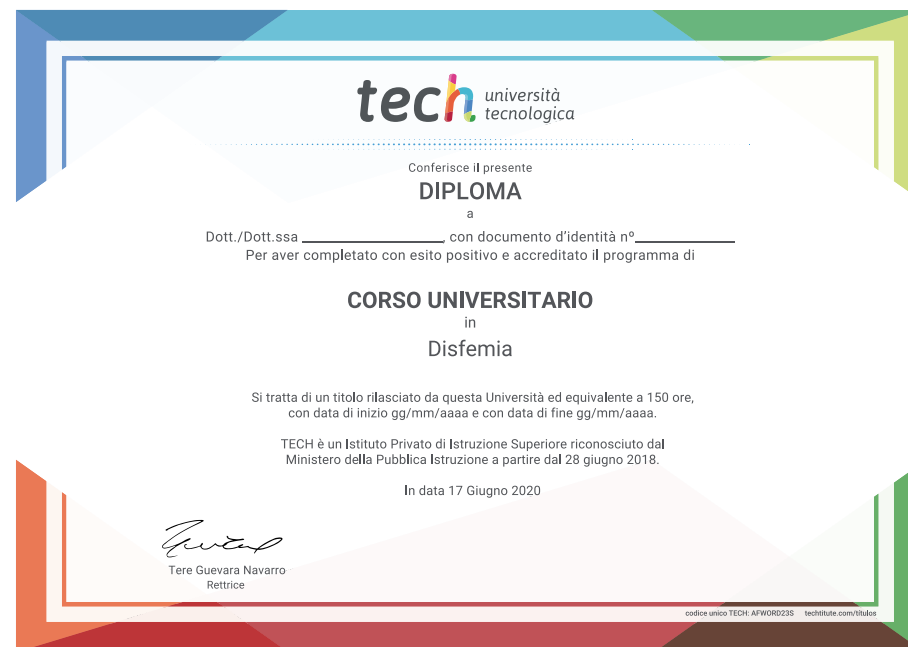 tech università
tecnologica
Conferisce il presente
DIPLOMA
a
Dott./Dott.ssa ____________________, con documento d'identità nº______________
Per aver completato con esito positivo e accreditato il programma di
CORSO UNIVERSITARIO
in
Disfemia
Si tratta di un titolo rilasciato da questa Università ed equivalente a 150 ore,
con data di inizio gg/mm/aaaa e con data di fine gg/mm/aaaa.
TECH è un Istituto Privato di Istruzione Superiore riconosciuto dal
Ministero della Pubblica Istruzione a partire dal 28 giugno 2018.
In data 17 Giugno 2020
Tere Guevara Navarro
Rettrice
codice unico TECH: AFWORD23S techtitute.com/titulos